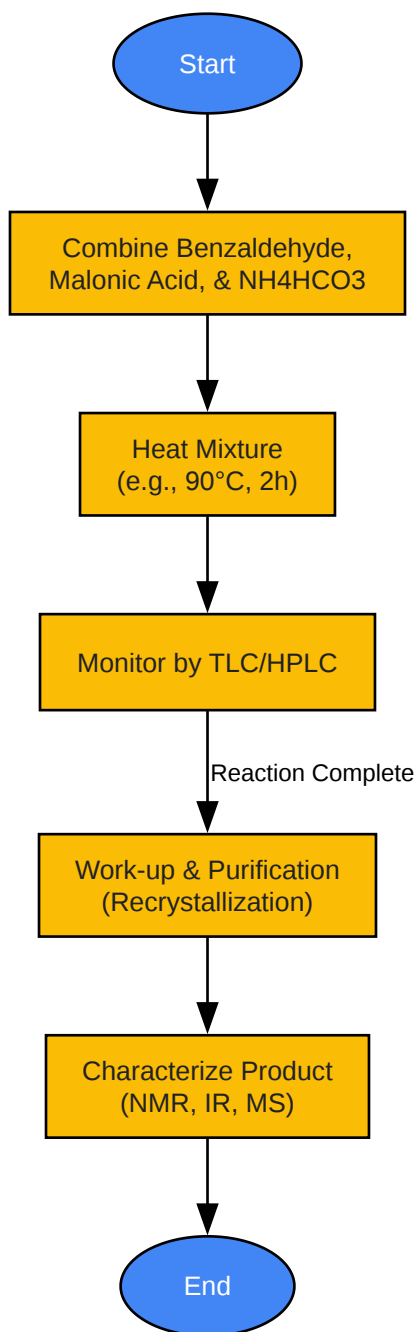 Start
Combine Benzaldehyde,
Malonic Acid, & NH4HCO3
Heat Mixture
(e.g., 90°C, 2h)
Monitor by TLC/HPLC
Reaction Complete
Work-up & Purification
(Recrystallization)
Characterize Product
(NMR, IR, MS)
End